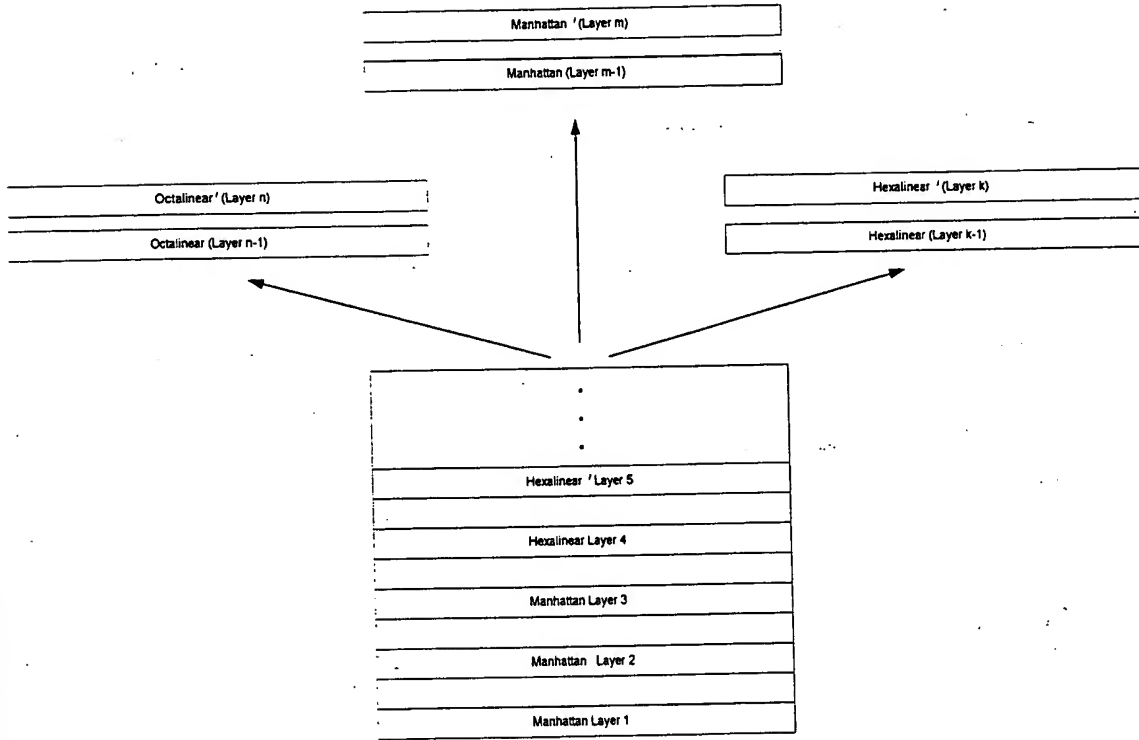 Manhattan ′ (Layer m)
Manhattan (Layer m-1)
Octalinear′ (Layer n)
Octalinear (Layer n-1)
Hexalinear ′ (Layer k)
Hexalinear (Layer k-1)
Hexalinear ′ Layer 5
Hexalinear Layer 4
Manhattan Layer 3
Manhattan Layer 2
Manhattan Layer 1